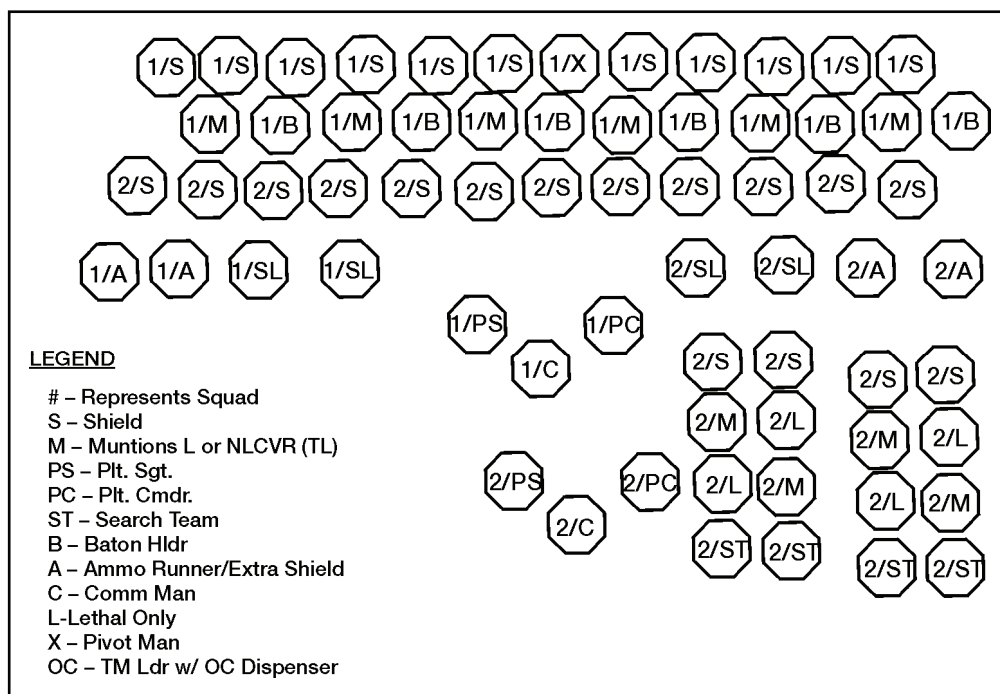 1/S 1/S 1/S 1/S 1/S 1/S 1/X 1/S 1/S 1/S 1/S 1/S
1/M 1/B 1/M 1/B 1/M 1/B 1/M 1/B 1/M 1/B 1/M 1/B
2/S 2/S 2/S 2/S 2/S 2/S 2/S 2/S 2/S 2/S 2/S 2/S
1/A 1/A 1/SL 1/SL 2/SL 2/SL 2/A 2/A
1/PS 1/PC
1/C
2/S 2/S 2/S 2/S
2/M 2/L 2/M 2/L
2/PS 2/PC 2/L 2/M 2/L 2/M
2/C
2/ST 2/ST 2/ST 2/ST
LEGEND
# – Represents Squad
S – Shield
M – Muntions L or NLCVR (TL)
PS – Plt. Sgt.
PC – Plt. Cmdr.
ST – Search Team
B – Baton Hldr
A – Ammo Runner/Extra Shield
C – Comm Man
L-Lethal Only
X – Pivot Man
OC – TM Ldr w/ OC Dispenser